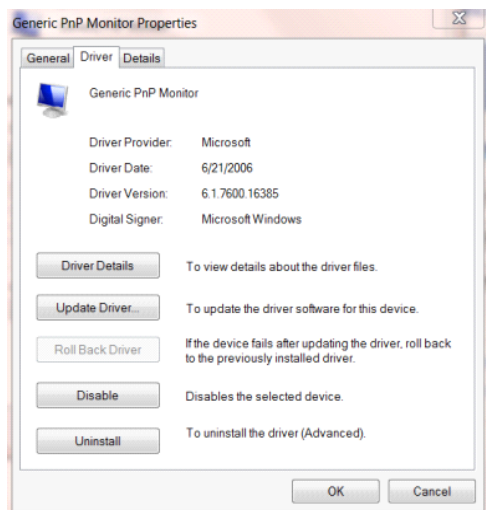 Generic PnP Monitor Properties
General Driver Details
Generic PnP Monitor
Driver Provider: Microsoft
Driver Date: 6/21/2006
Driver Version: 6.1.7600.16385
Digital Signer: Microsoft Windows
Driver Details To view details about the driver files.
Update Driver... To update the driver software for this device.
Roll Back Driver If the device fails after updating the driver, roll back
to the previously installed driver.
Disable Disables the selected device.
Uninstall To uninstall the driver (Advanced).
OK Cancel